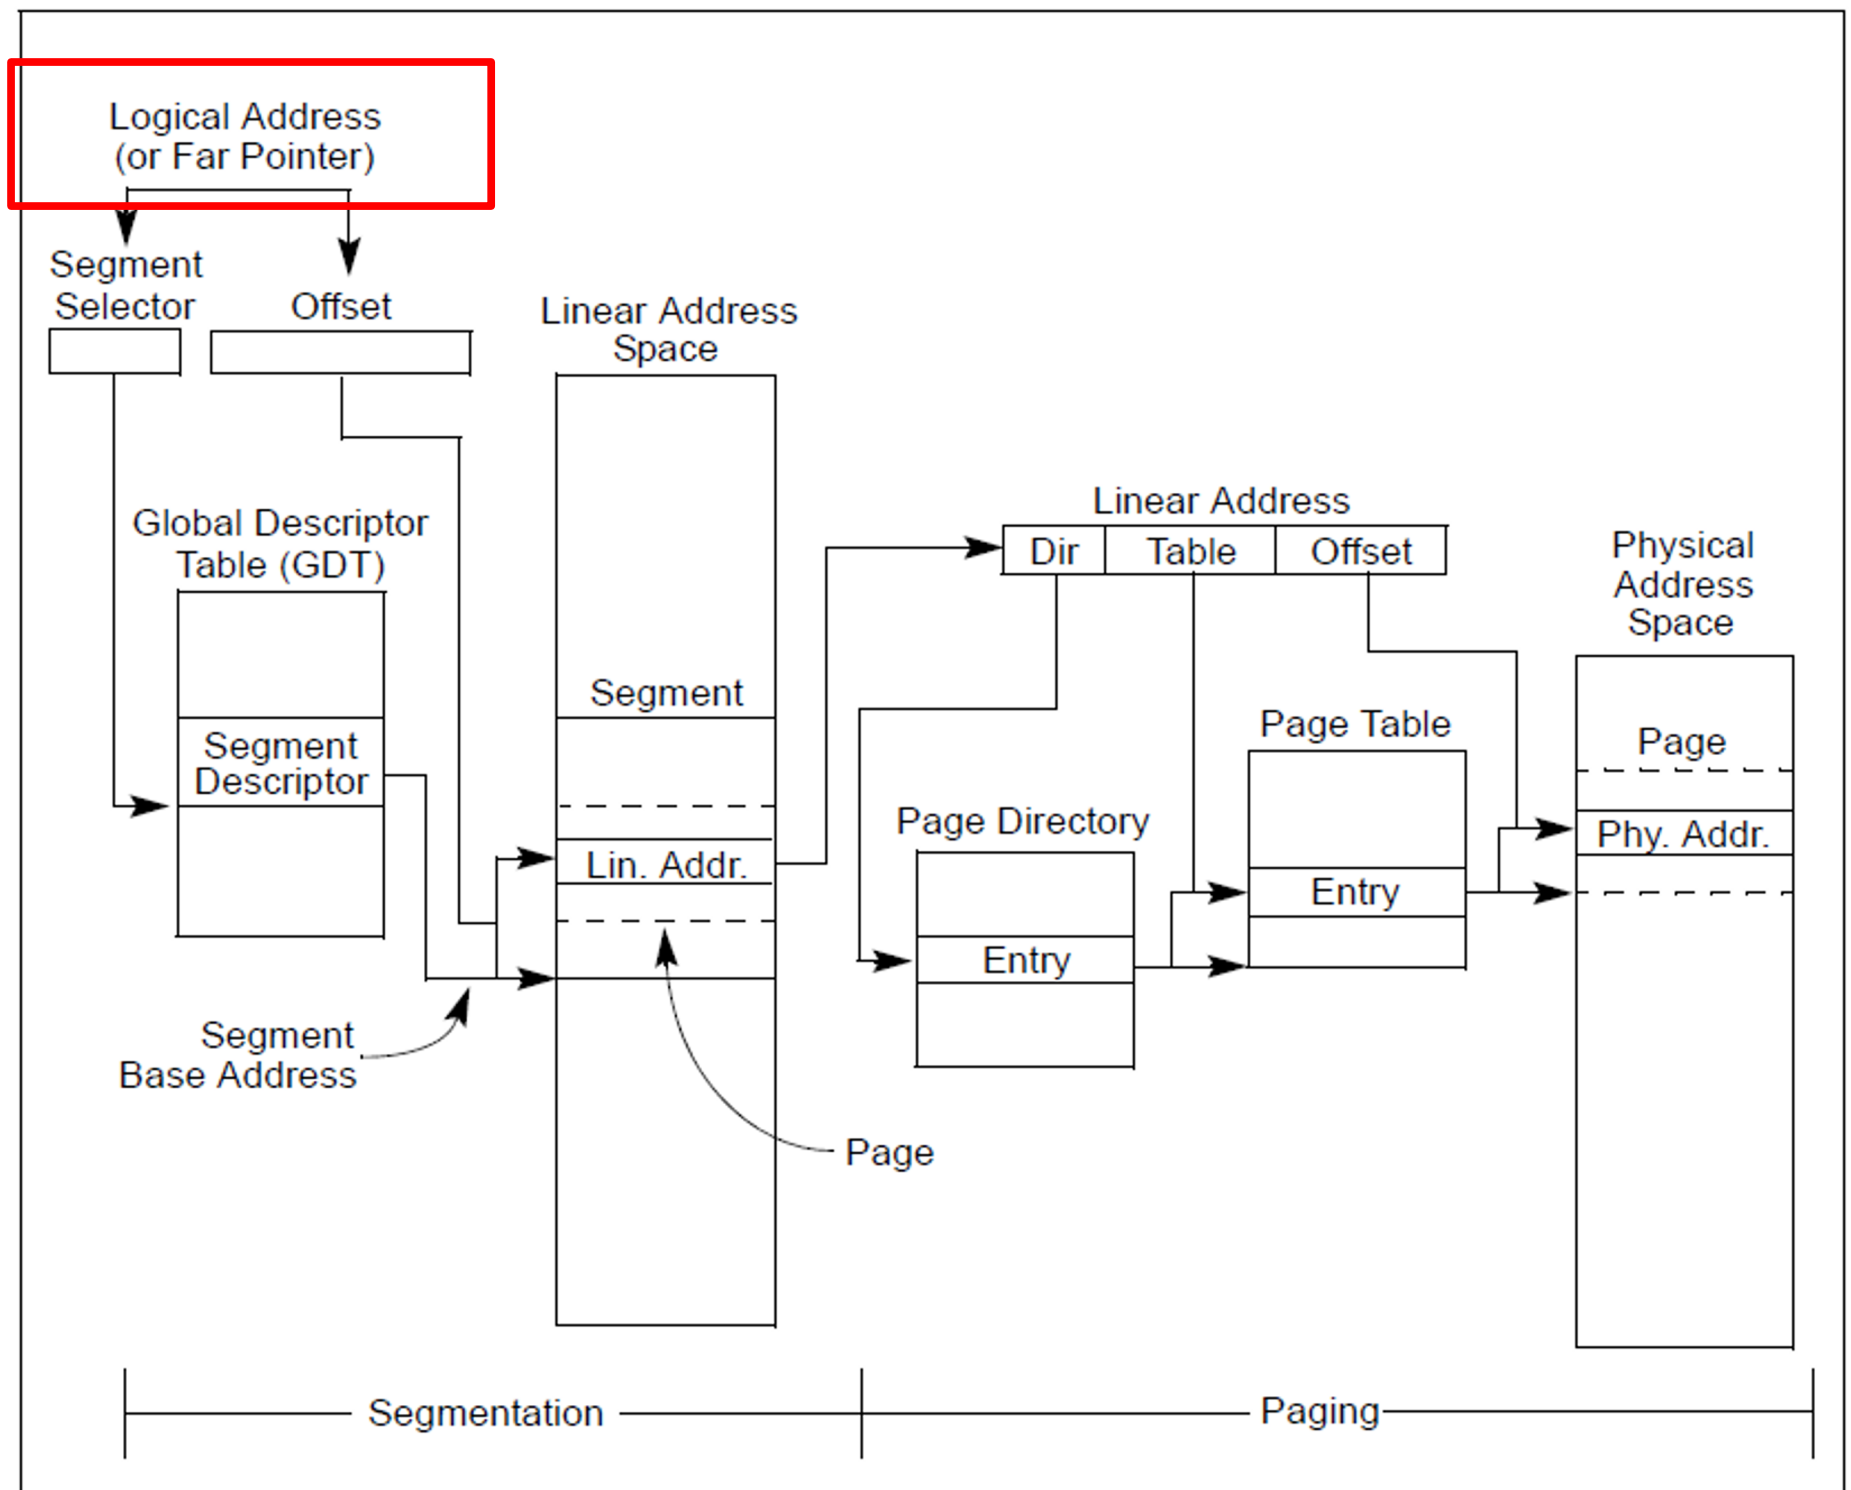 Logical Address
(or Far Pointer)
Segment
Selector
Offset
Linear Address
Space
Global Descriptor
Table (GDT)
Segment
Descriptor
Segment
Base Address
Segment
Lin. Addr.
Page
Linear Address
Dir
Table
Offset
Page Directory
Entry
Page Table
Entry
Physical
Address
Space
Page
Phy. Addr.
Segmentation
Paging